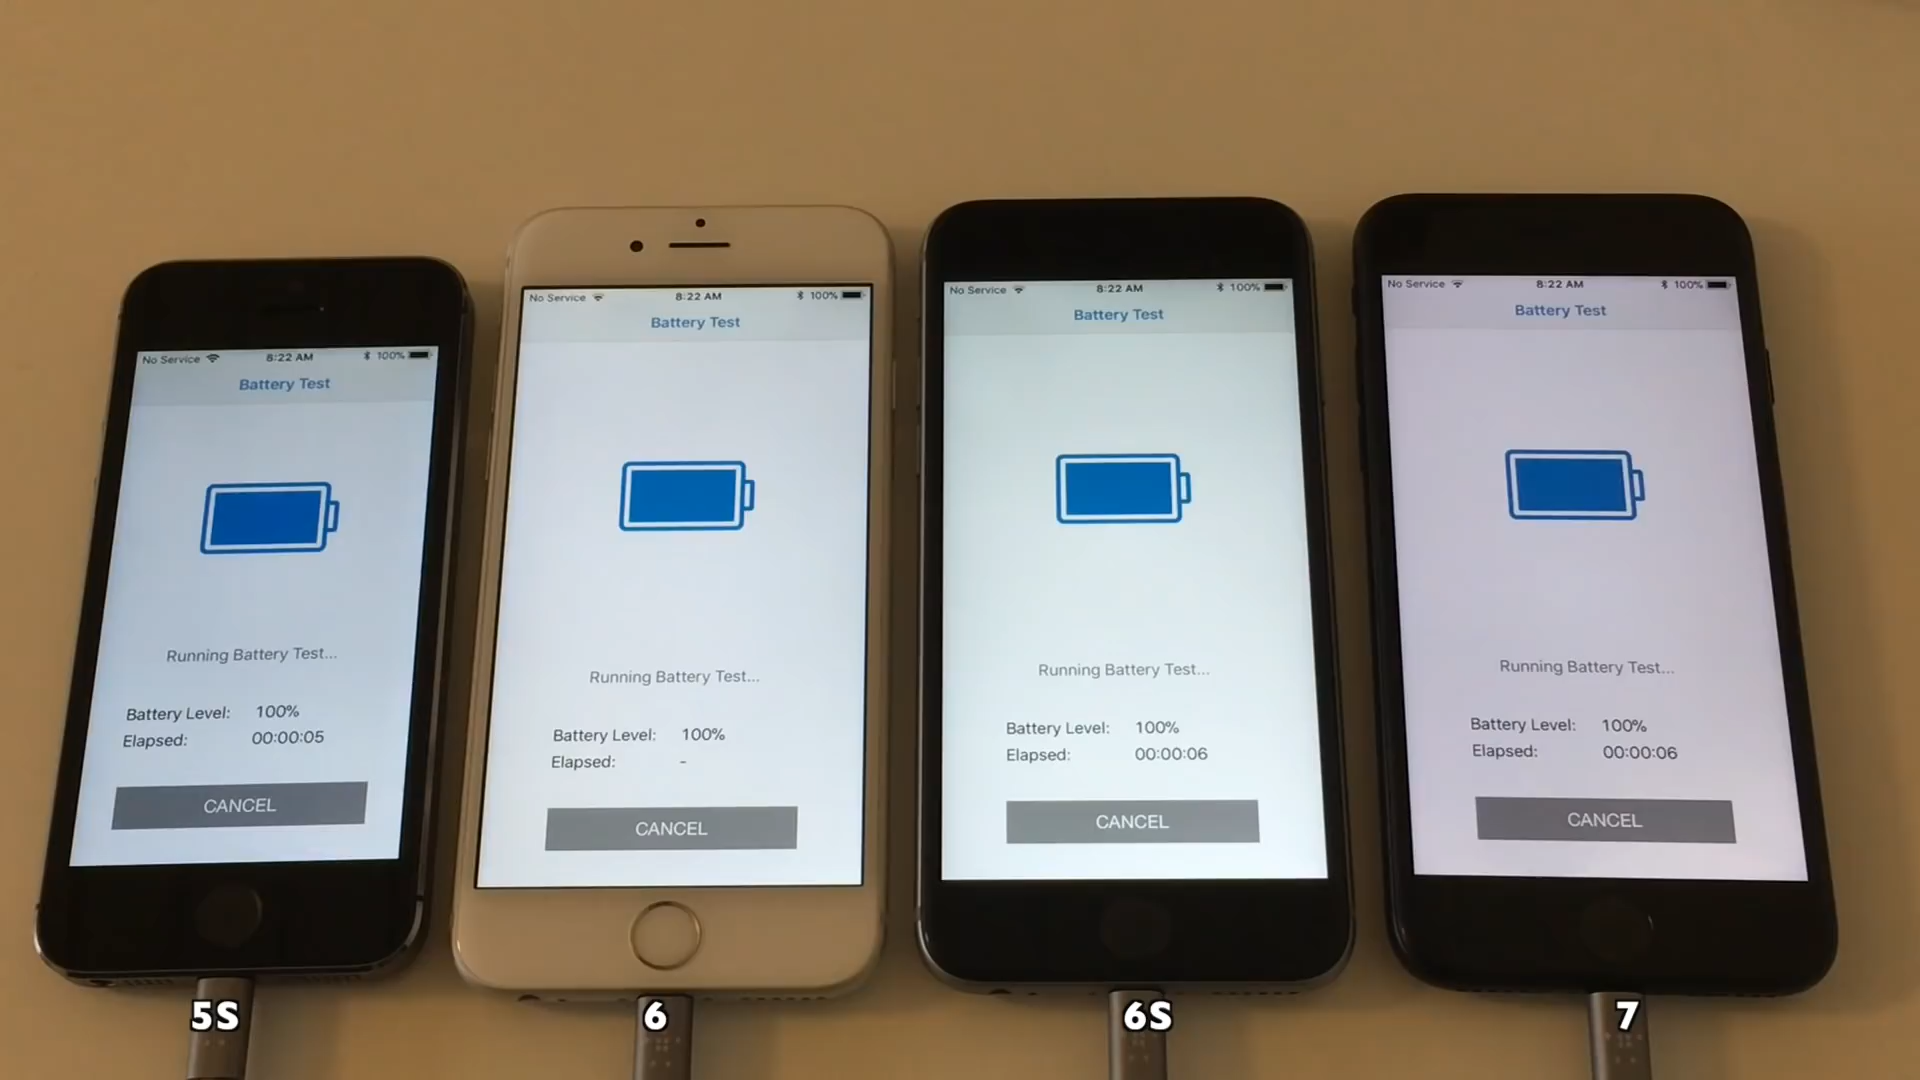 No Service 8:22 AM 100%
Battery Test
Running Battery Test...
Battery Level: 100%
Elapsed: 00:00:05
CANCEL
5S
No Service 8:22 AM 100%
Battery Test
Running Battery Test...
Battery Level: 100%
Elapsed: -
CANCEL
6
No Service 8:22 AM 100%
Battery Test
Running Battery Test...
Battery Level: 100%
Elapsed: 00:00:06
CANCEL
6S
No Service 8:22 AM 100%
Battery Test
Running Battery Test...
Battery Level: 100%
Elapsed: 00:00:06
CANCEL
7